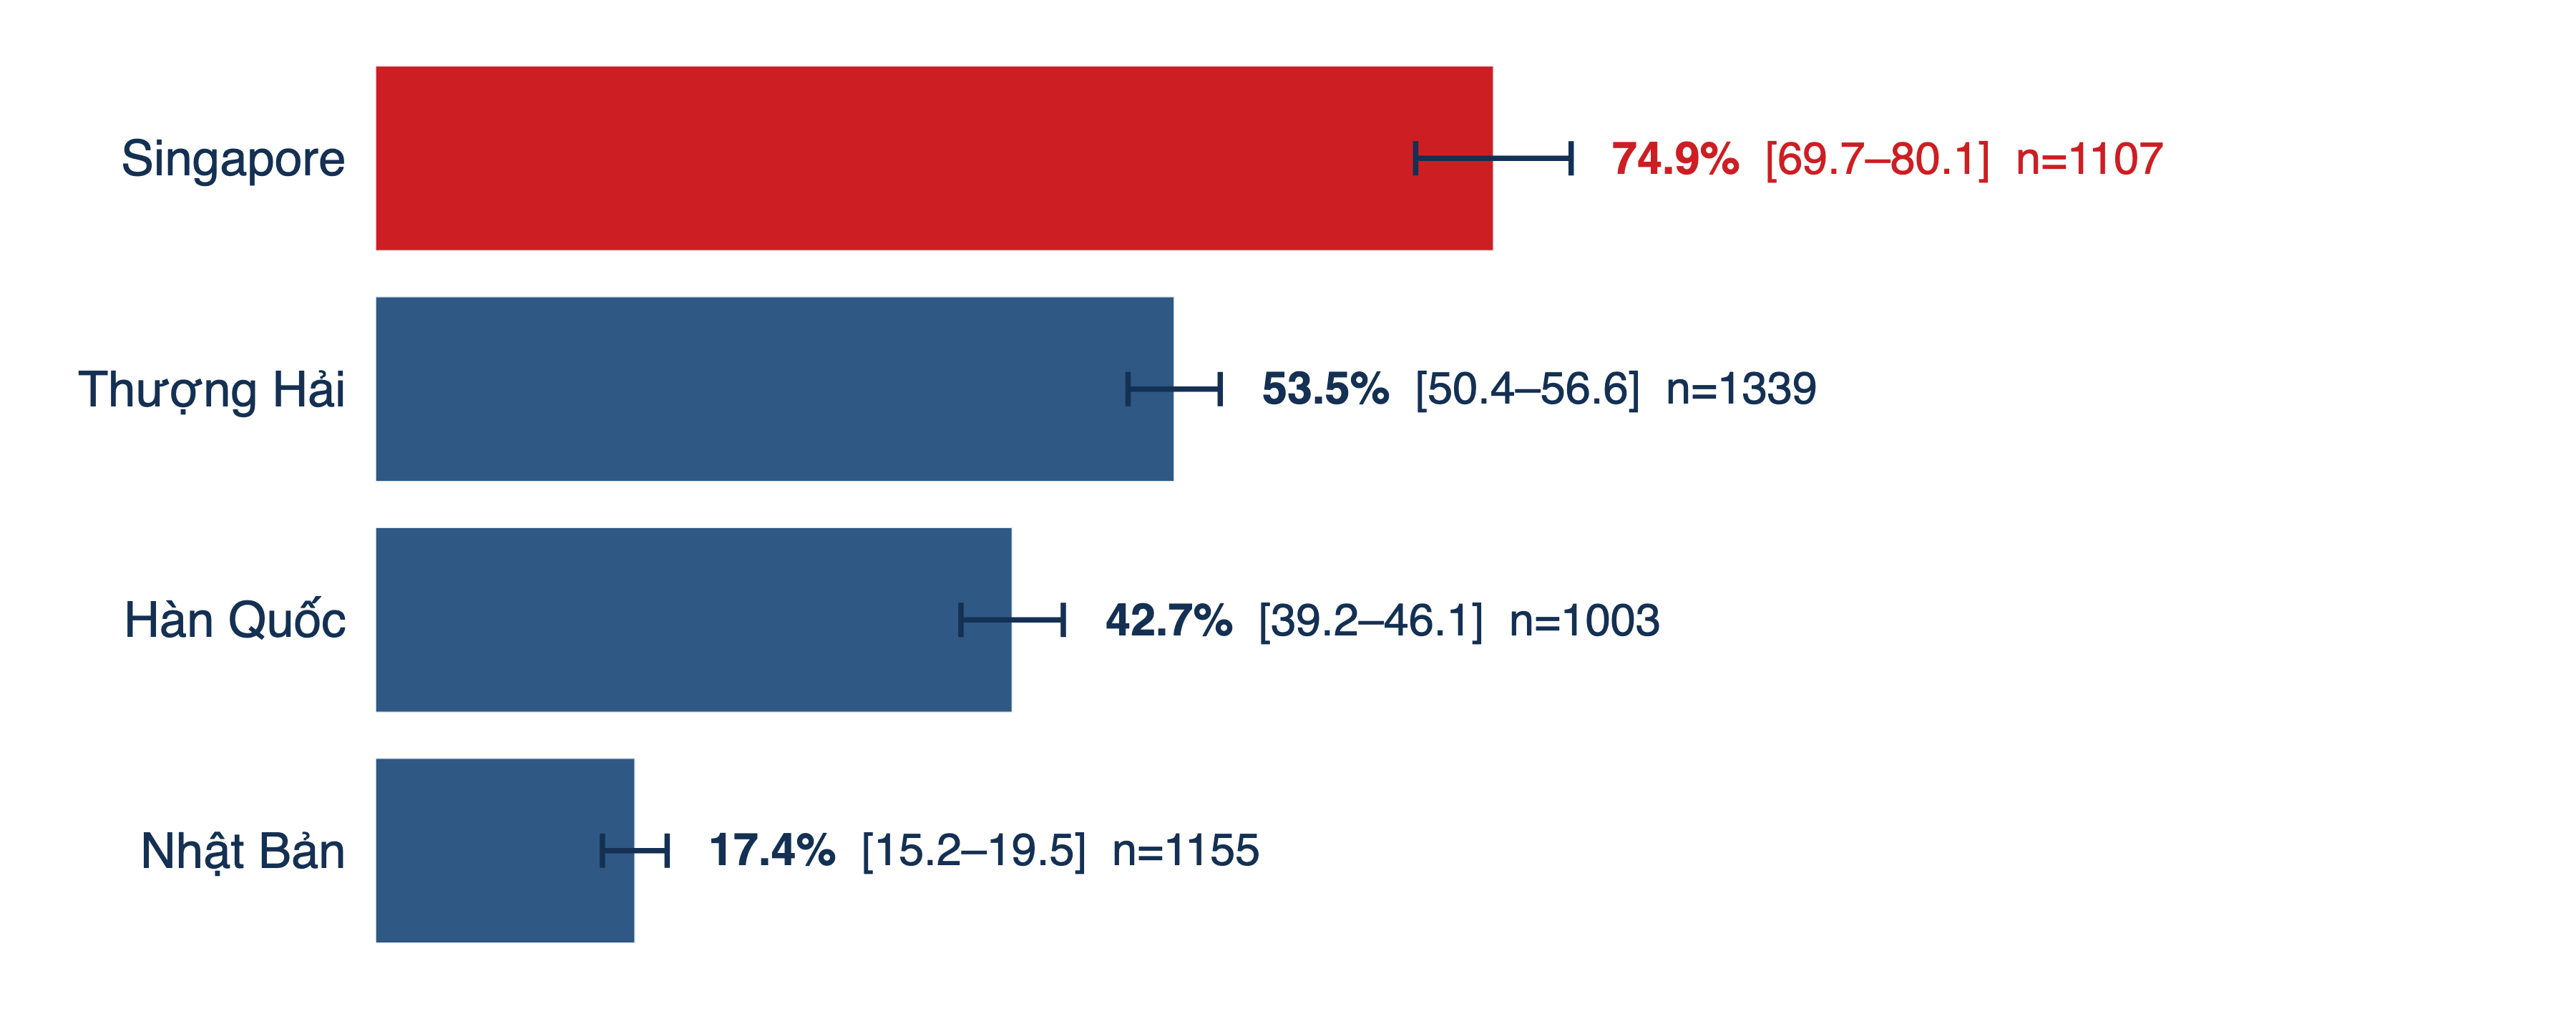 Singapore 74.9% [69.7–80.1] n=1107
Thượng Hải 53.5% [50.4–56.6] n=1339
Hàn Quốc 42.7% [39.2–46.1] n=1003
Nhật Bản 17.4% [15.2–19.5] n=1155